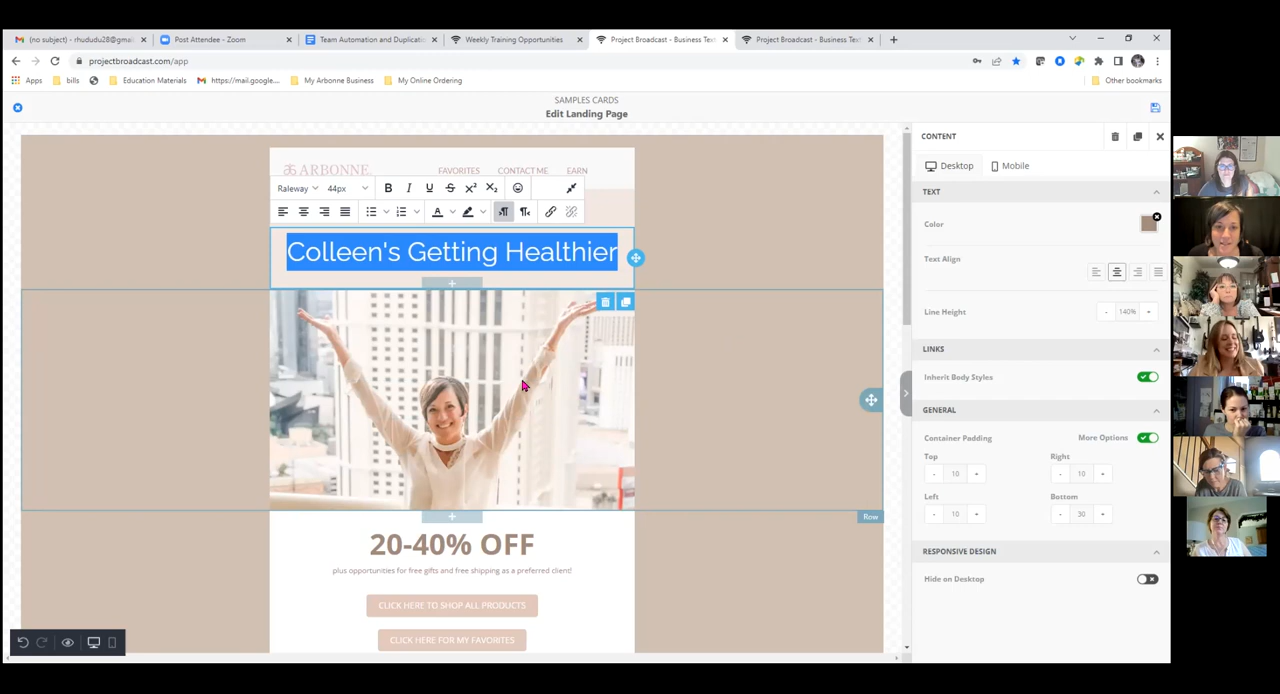 (no subject) - rhududu28@gmai
Post Attendee - Zoom
Team Automation and Duplicatio
Weekly Training Opportunities
Project Broadcast - Business Text
Project Broadcast - Business Text
projectbroadcast.com/app
Apps
bills
Education Materials
https://mail.google...
My Arbonne Business
My Online Ordering
Other bookmarks
SAMPLES CARDS
Edit Landing Page
ARBONNE
FAVORITES
CONTACT ME
EARN
Raleway
44px
Colleen's Getting Healthier
20-40% OFF
plus opportunities for free gifts and free shipping as a preferred client!
CLICK HERE TO SHOP ALL PRODUCTS
CLICK HERE FOR MY FAVORITES
Row
CONTENT
Desktop
Mobile
TEXT
Color
Text Align
Line Height
- 140% +
LINKS
Inherit Body Styles
GENERAL
Container Padding
More Options
Top
Right
- 10 +
- 10 +
Left
Bottom
- 10 +
- 30 +
RESPONSIVE DESIGN
Hide on Desktop